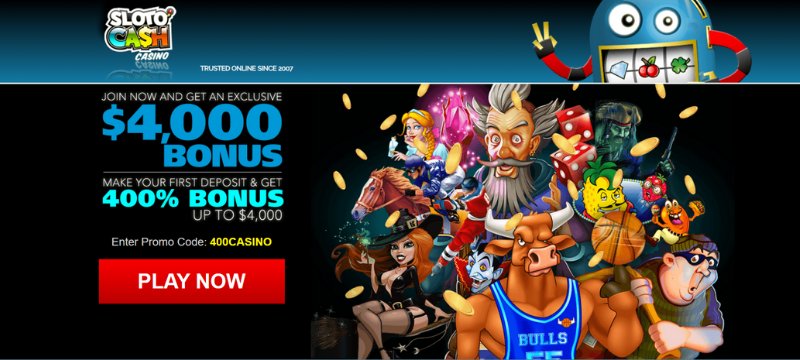 SLOTO'
CA$H
CASINO
TRUSTED ONLINE SINCE 2007
JOIN NOW AND GET AN EXCLUSIVE
$4,000
BONUS
MAKE YOUR FIRST DEPOSIT & GET
400% BONUS
UP TO $4,000
Enter Promo Code: 400CASINO
PLAY NOW
BULLS
55